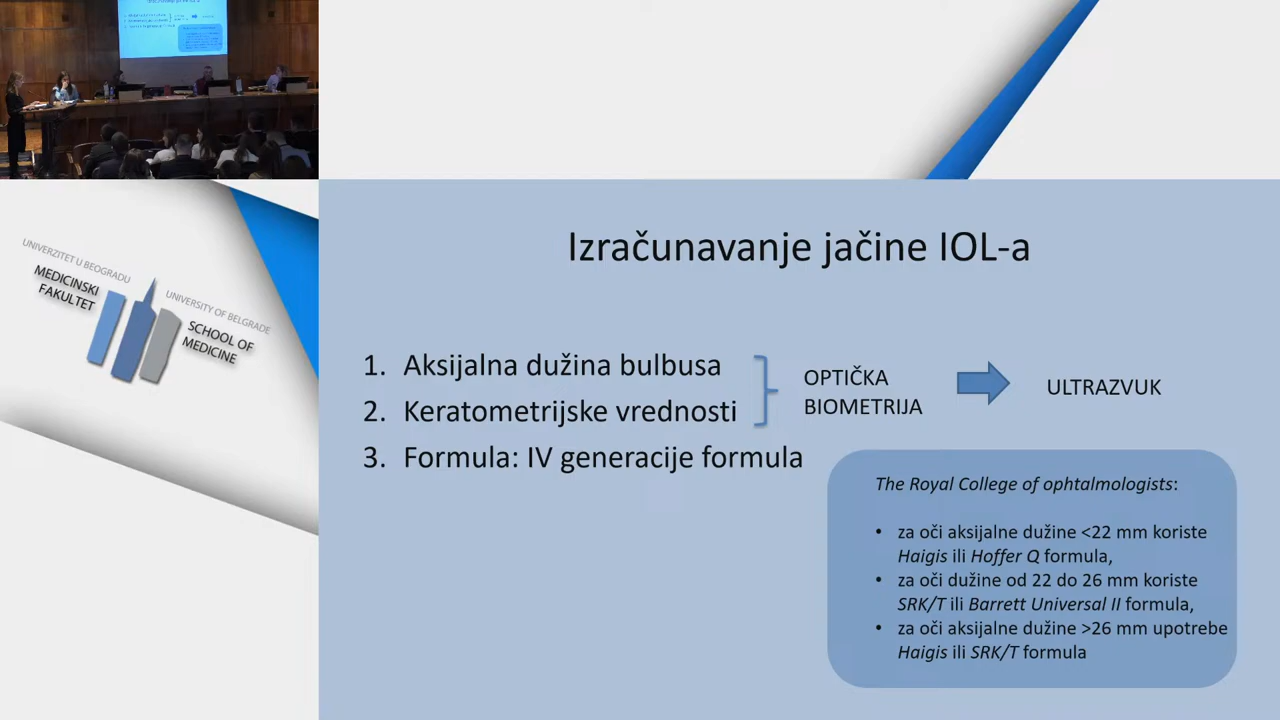 UNIVERZITET U BEOGRADU
MEDICINSKI
FAKULTET
UNIVERSITY OF BELGRADE
SCHOOL OF
MEDICINE
Izračunavanje jačine IOL-a
1. Aksijalna dužina bulbusa
2. Keratometrijske vrednosti
3. Formula: IV generacije formula
OPTIČKA
BIOMETRIJA
ULTRAZVUK
The Royal College of ophtalmologists:
• za oči aksijalne dužine <22 mm koriste
Haigis ili Hoffer Q formula,
• za oči dužine od 22 do 26 mm koriste
SRK/T ili Barrett Universal II formula,
• za oči aksijalne dužine >26 mm upotrebe
Haigis ili SRK/T formula